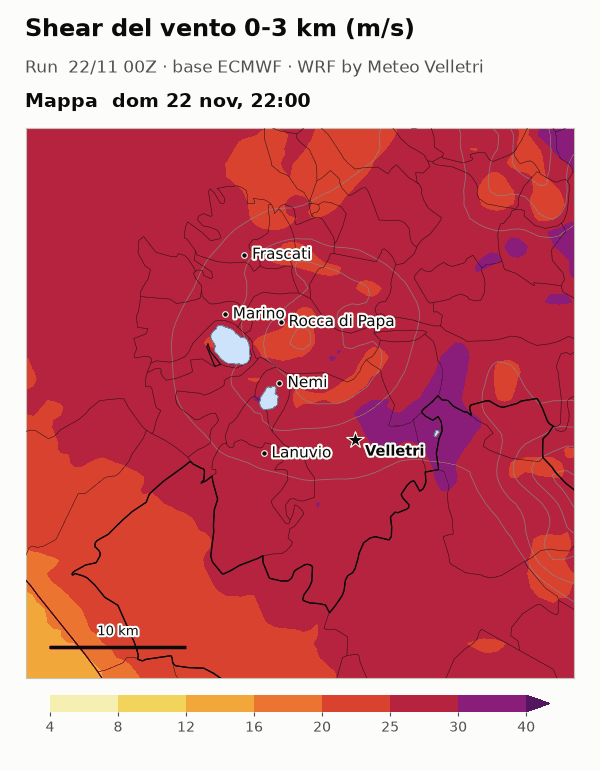 Shear del vento 0-3 km (m/s)
Run  22/11 00Z · base ECMWF · WRF by Meteo Velletri
Mappa  dom 22 nov, 22:00
Frascati
Marino
Rocca di Papa
Nemi
Velletri
Lanuvio
10 km
4 8 12 16 20 25 30 40